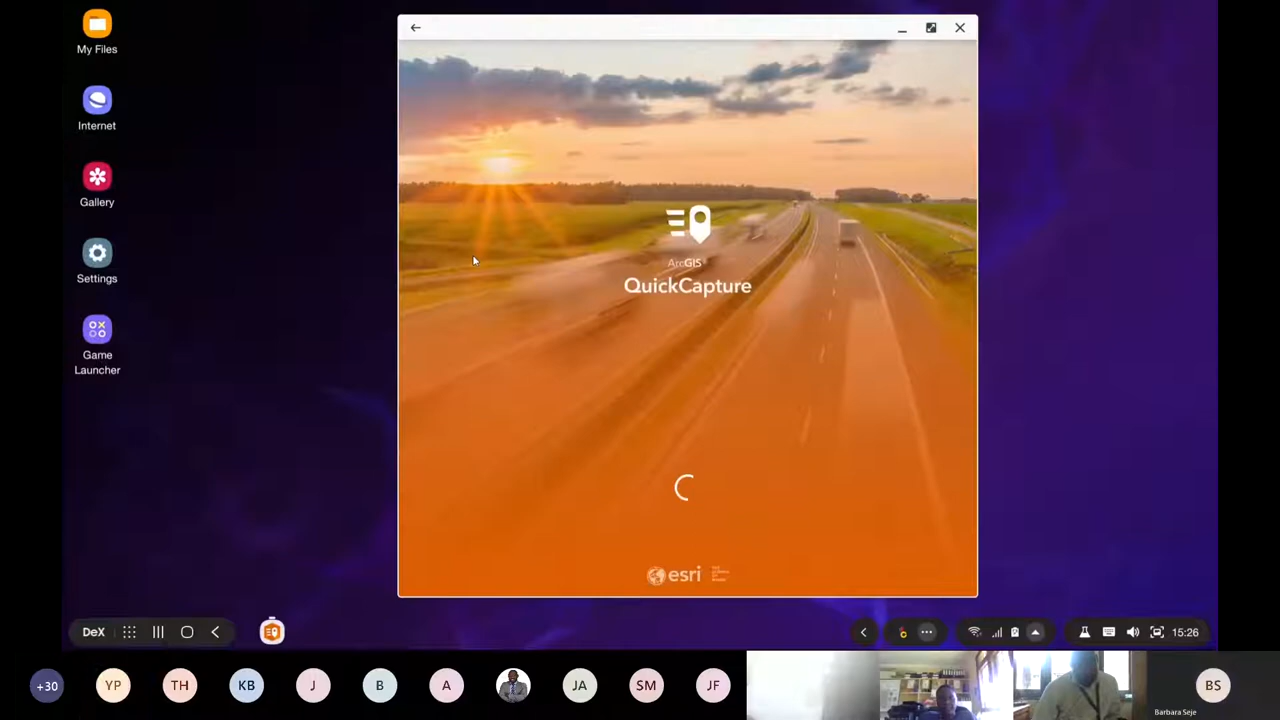 My Files
Internet
Gallery
Settings
Game
Launcher
ArcGIS
QuickCapture
esri
DeX
15:26
+30
YP
TH
KB
J
B
A
JA
SM
JF
BS
Barbara Seje